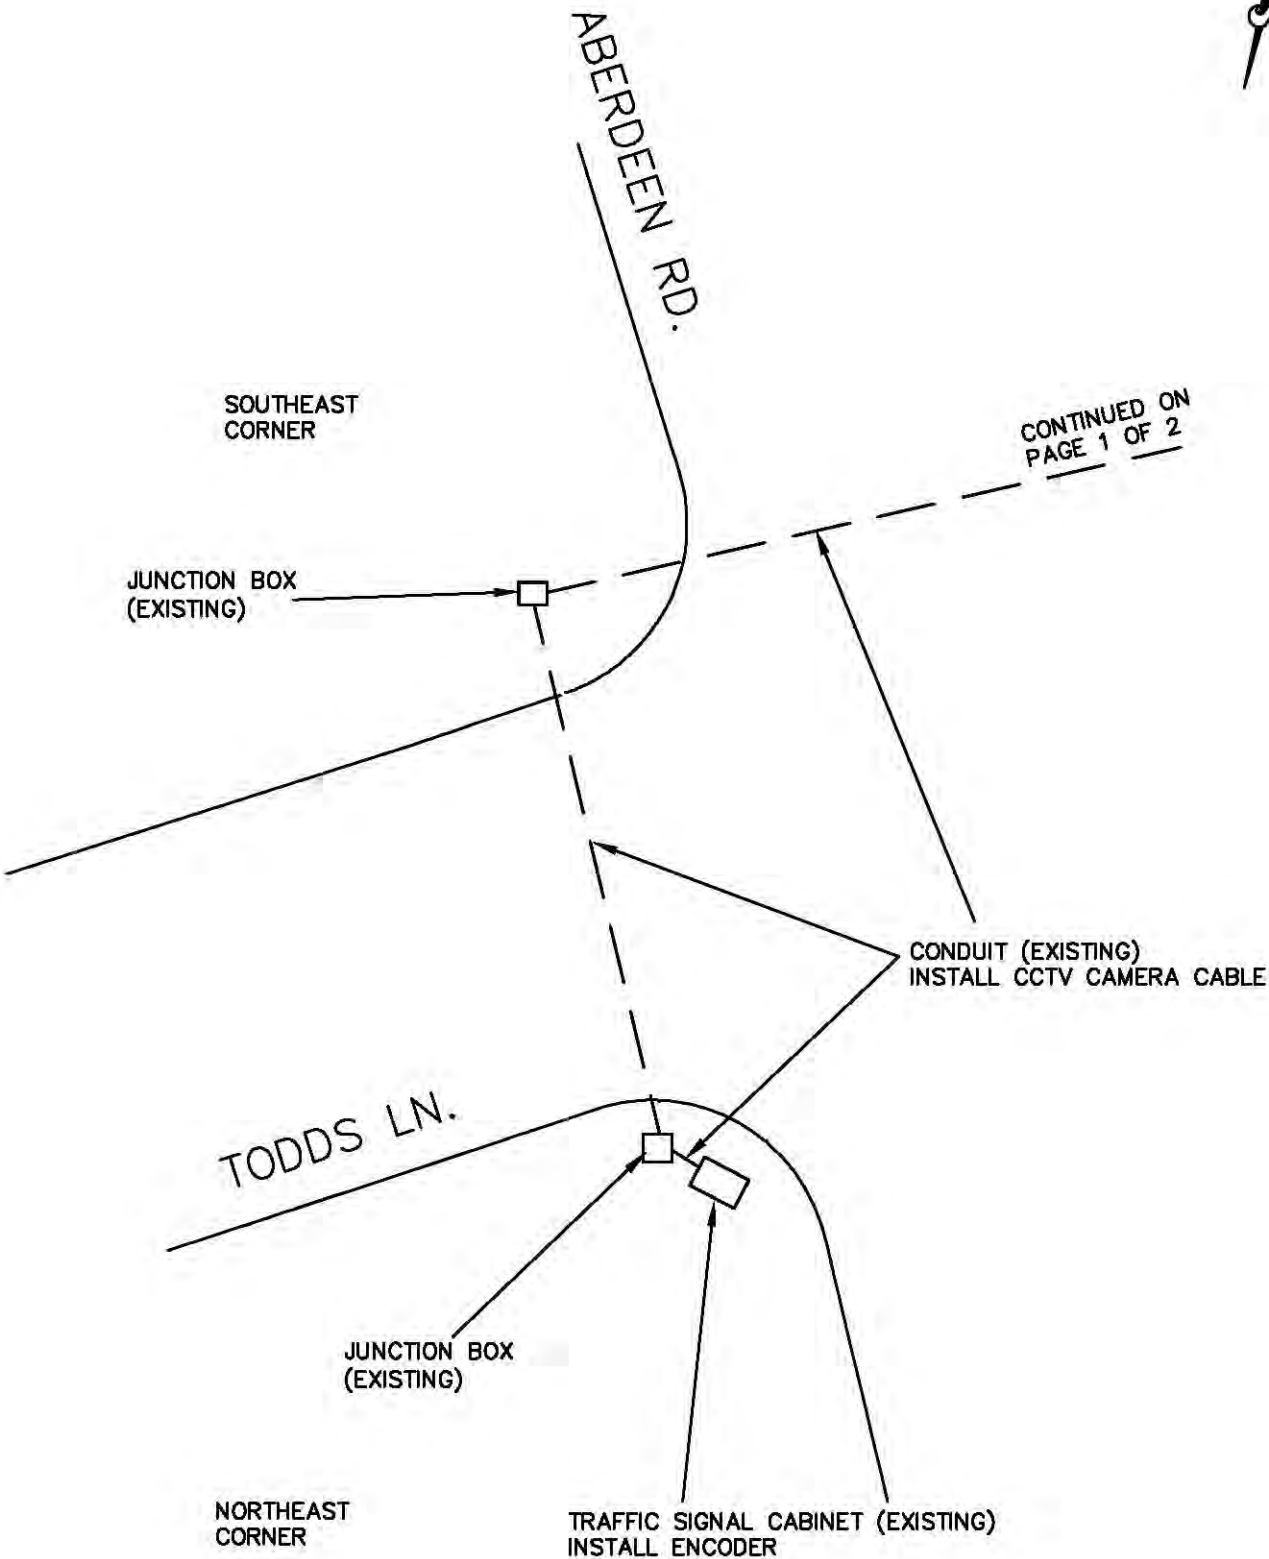 ABERDEEN RD.
SOUTHEAST
CORNER
CONTINUED ON
PAGE 1 OF 2
JUNCTION BOX
(EXISTING)
CONDUIT (EXISTING)
INSTALL CCTV CAMERA CABLE
TODDS LN.
JUNCTION BOX
(EXISTING)
NORTHEAST
CORNER
TRAFFIC SIGNAL CABINET (EXISTING)
INSTALL ENCODER